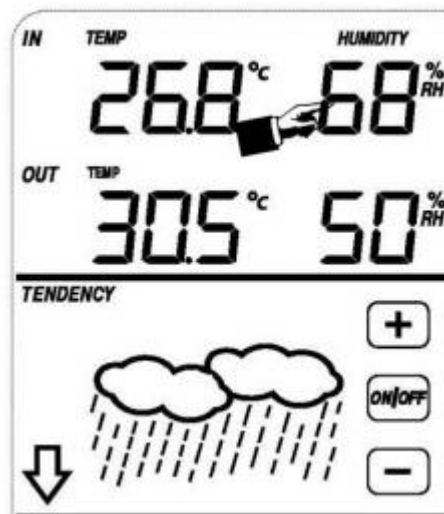 IN TEMP HUMIDITY
26.8 °C 68 % RH
OUT TEMP
30.5 °C 50 % RH
TENDENCY
+
ON/OFF
−